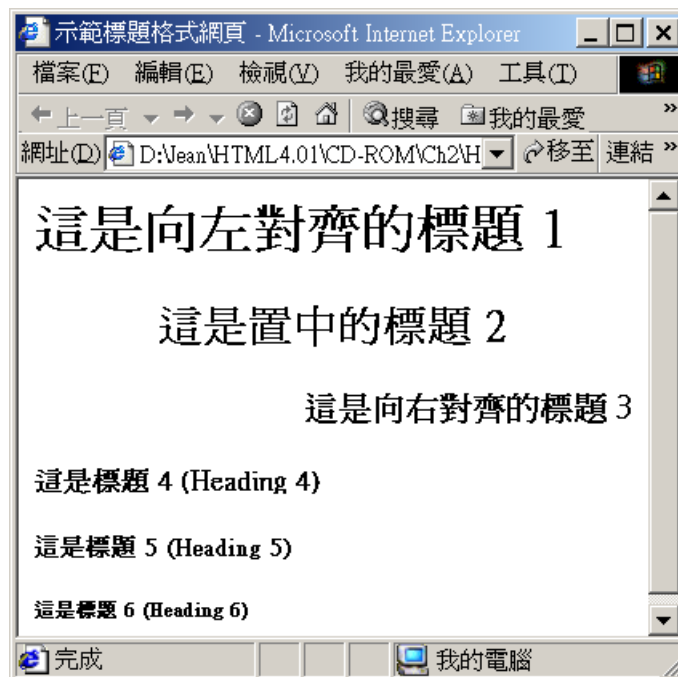 示範標題格式網頁 - Microsoft Internet Explorer
檔案(F) 編輯(E) 檢視(V) 我的最愛(A) 工具(T)
上一頁 搜尋 我的最愛 »
網址(D) D:\Jean\HTML4.01\CD-ROM\Ch2\H 移至 連結 »
這是向左對齊的標題 1
這是置中的標題 2
這是向右對齊的標題 3
這是標題 4 (Heading 4)
這是標題 5 (Heading 5)
這是標題 6 (Heading 6)
完成 我的電腦